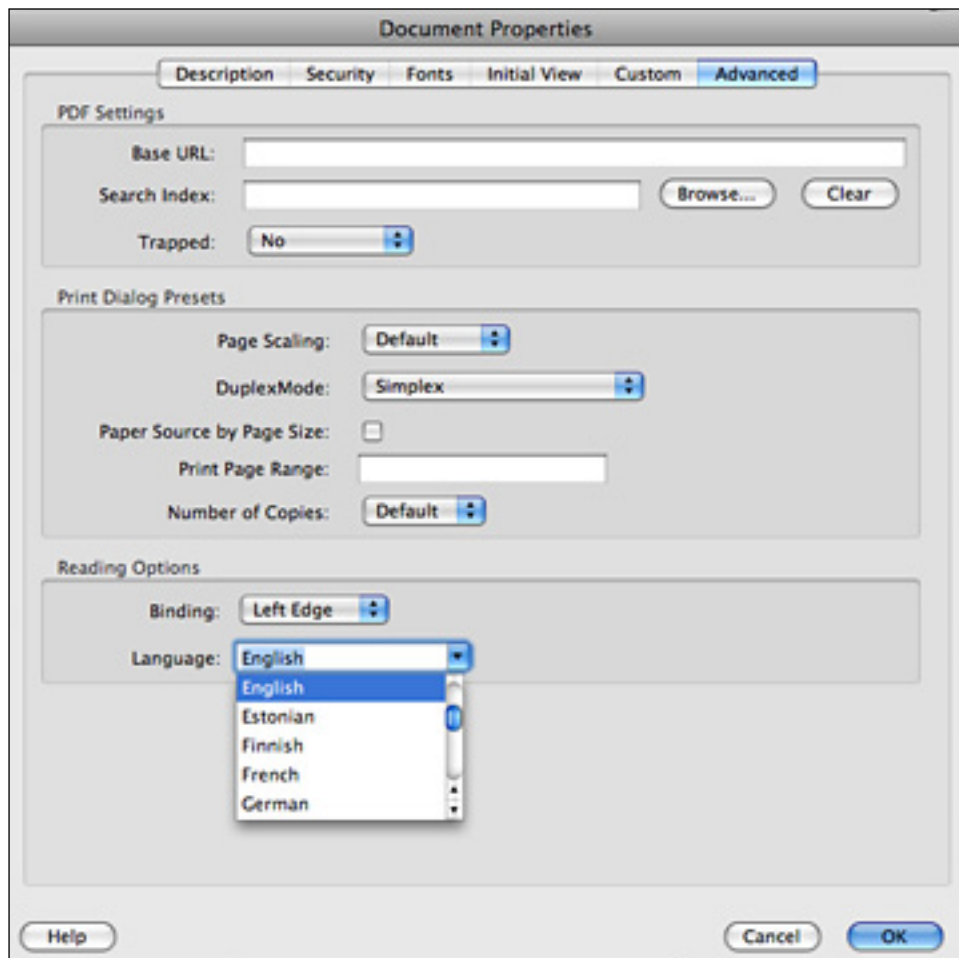 Document Properties
Description Security Fonts Initial View Custom Advanced
PDF Settings
Base URL:
Search Index: Browse... Clear
Trapped: No
Print Dialog Presets
Page Scaling: Default
DuplexMode: Simplex
Paper Source by Page Size:
Print Page Range:
Number of Copies: Default
Reading Options
Binding: Left Edge
Language: English
English
Estonian
Finnish
French
German
Help Cancel OK